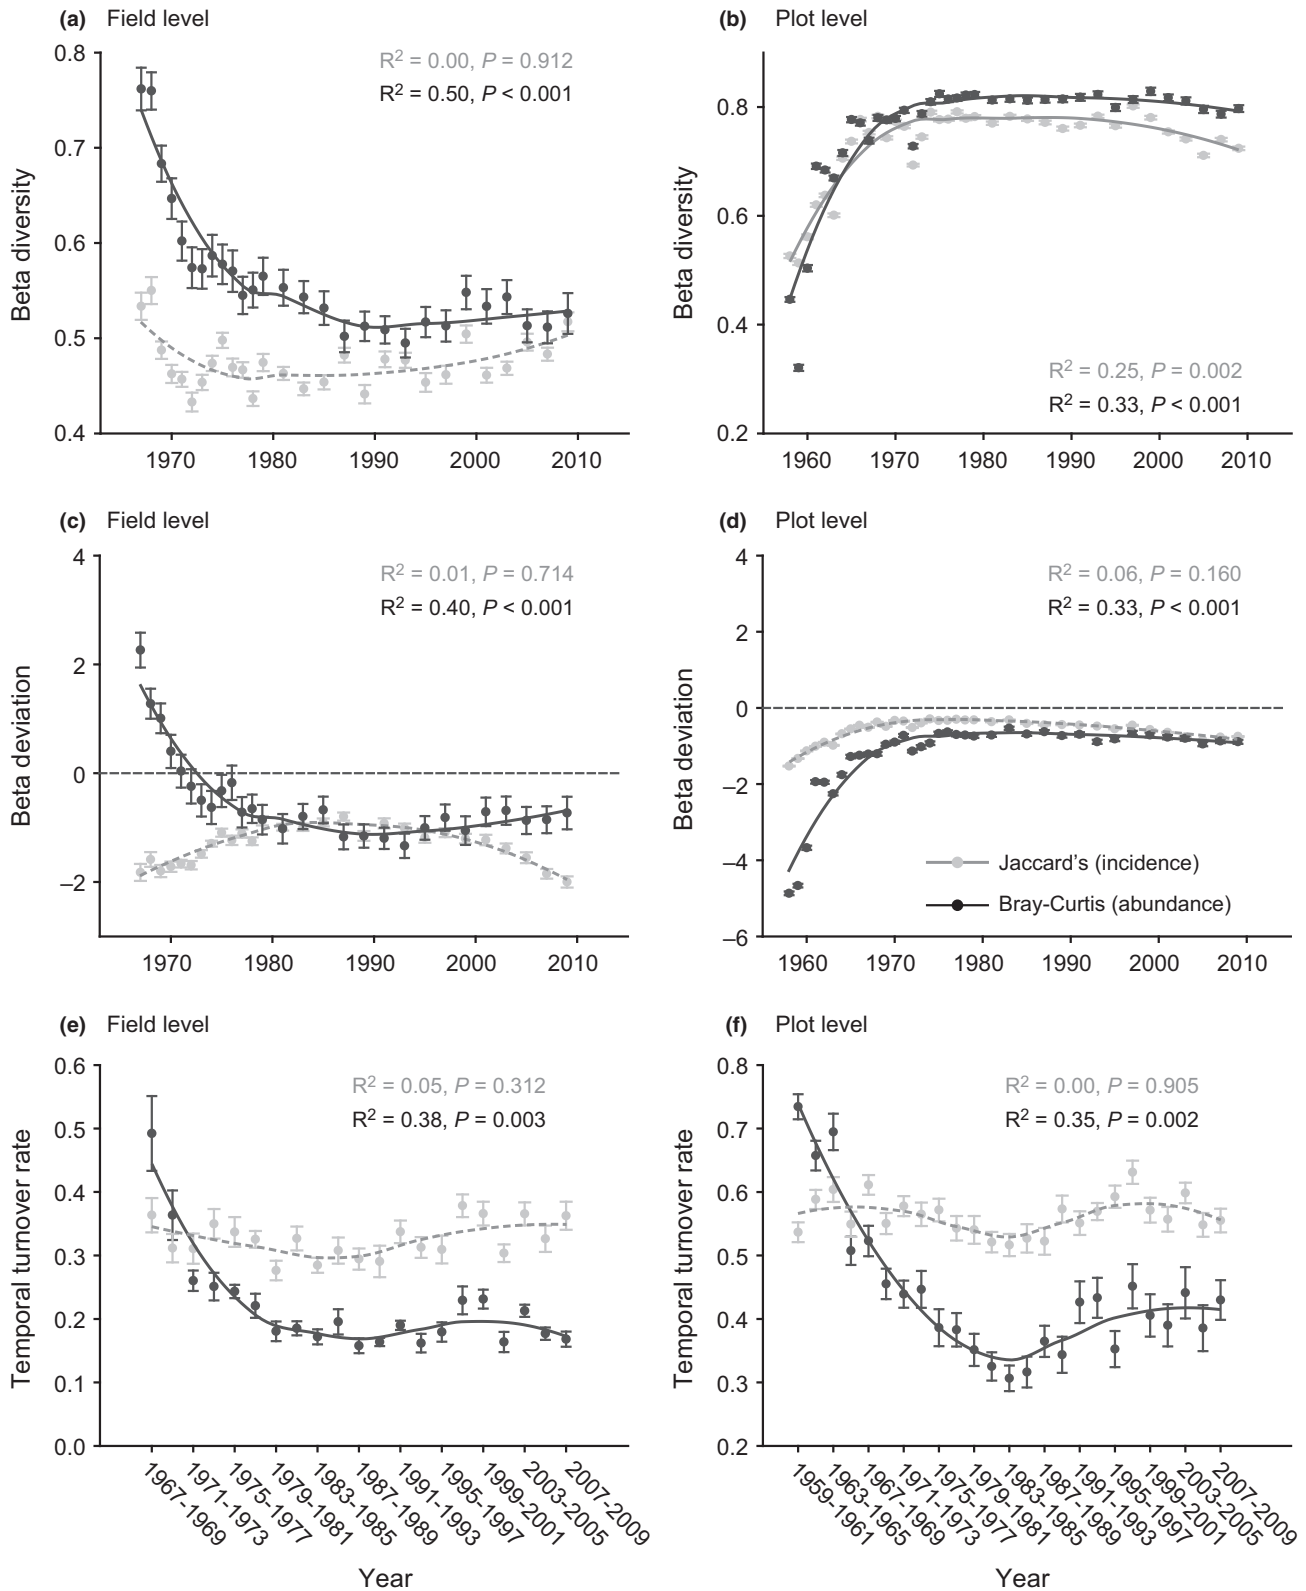 (a) Field level
R² = 0.00, P = 0.912
R² = 0.50, P < 0.001
0.8
0.7
0.6
0.5
0.4
Beta diversity
1970 1980 1990 2000 2010
(b) Plot level
0.8
0.6
0.4
0.2
Beta diversity
R² = 0.25, P = 0.002
R² = 0.33, P < 0.001
1960 1970 1980 1990 2000 2010
(c) Field level
R² = 0.01, P = 0.714
R² = 0.40, P < 0.001
4
2
0
–2
Beta deviation
1970 1980 1990 2000 2010
(d) Plot level
R² = 0.06, P = 0.160
R² = 0.33, P < 0.001
4
2
0
–2
–4
–6
Beta deviation
Jaccard's (incidence)
Bray-Curtis (abundance)
1960 1970 1980 1990 2000 2010
(e) Field level
R² = 0.05, P = 0.312
R² = 0.38, P = 0.003
0.6
0.5
0.4
0.3
0.2
0.1
0.0
Temporal turnover rate
1967-1969
1971-1973
1975-1977
1979-1981
1983-1985
1987-1989
1991-1993
1995-1997
1999-2001
2003-2005
2007-2009
Year
(f) Plot level
R² = 0.00, P = 0.905
R² = 0.35, P = 0.002
0.8
0.7
0.6
0.5
0.4
0.3
0.2
Temporal turnover rate
1959-1961
1963-1965
1967-1969
1971-1973
1975-1977
1979-1981
1983-1985
1987-1989
1991-1993
1995-1997
1999-2001
2003-2005
2007-2009
Year